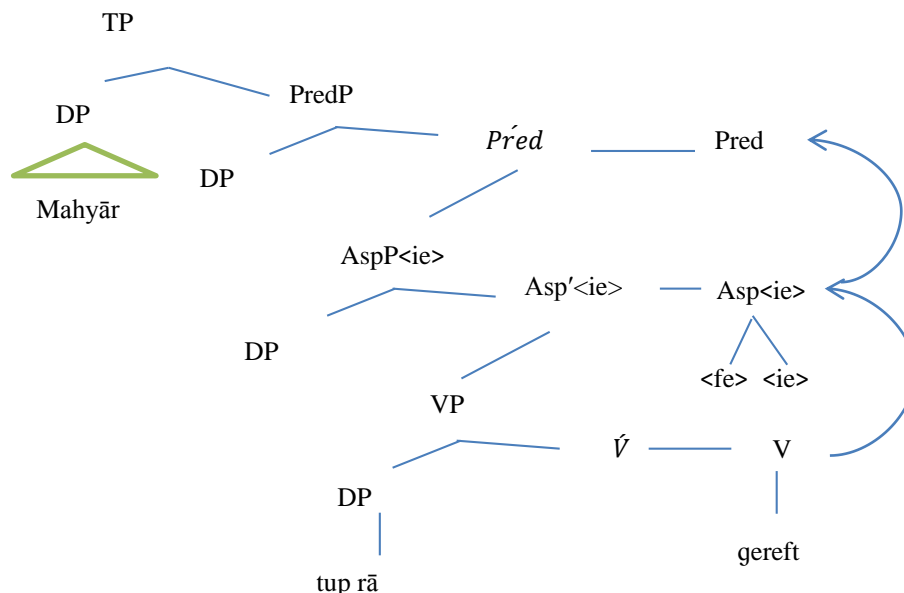 TP
PredP
DP
Préd
Pred
DP
Mahyār
AspP<ie>
Asp′<ie>
Asp<ie>
DP
<fe> <ie>
VP
V́
V
DP
gereft
tup rā